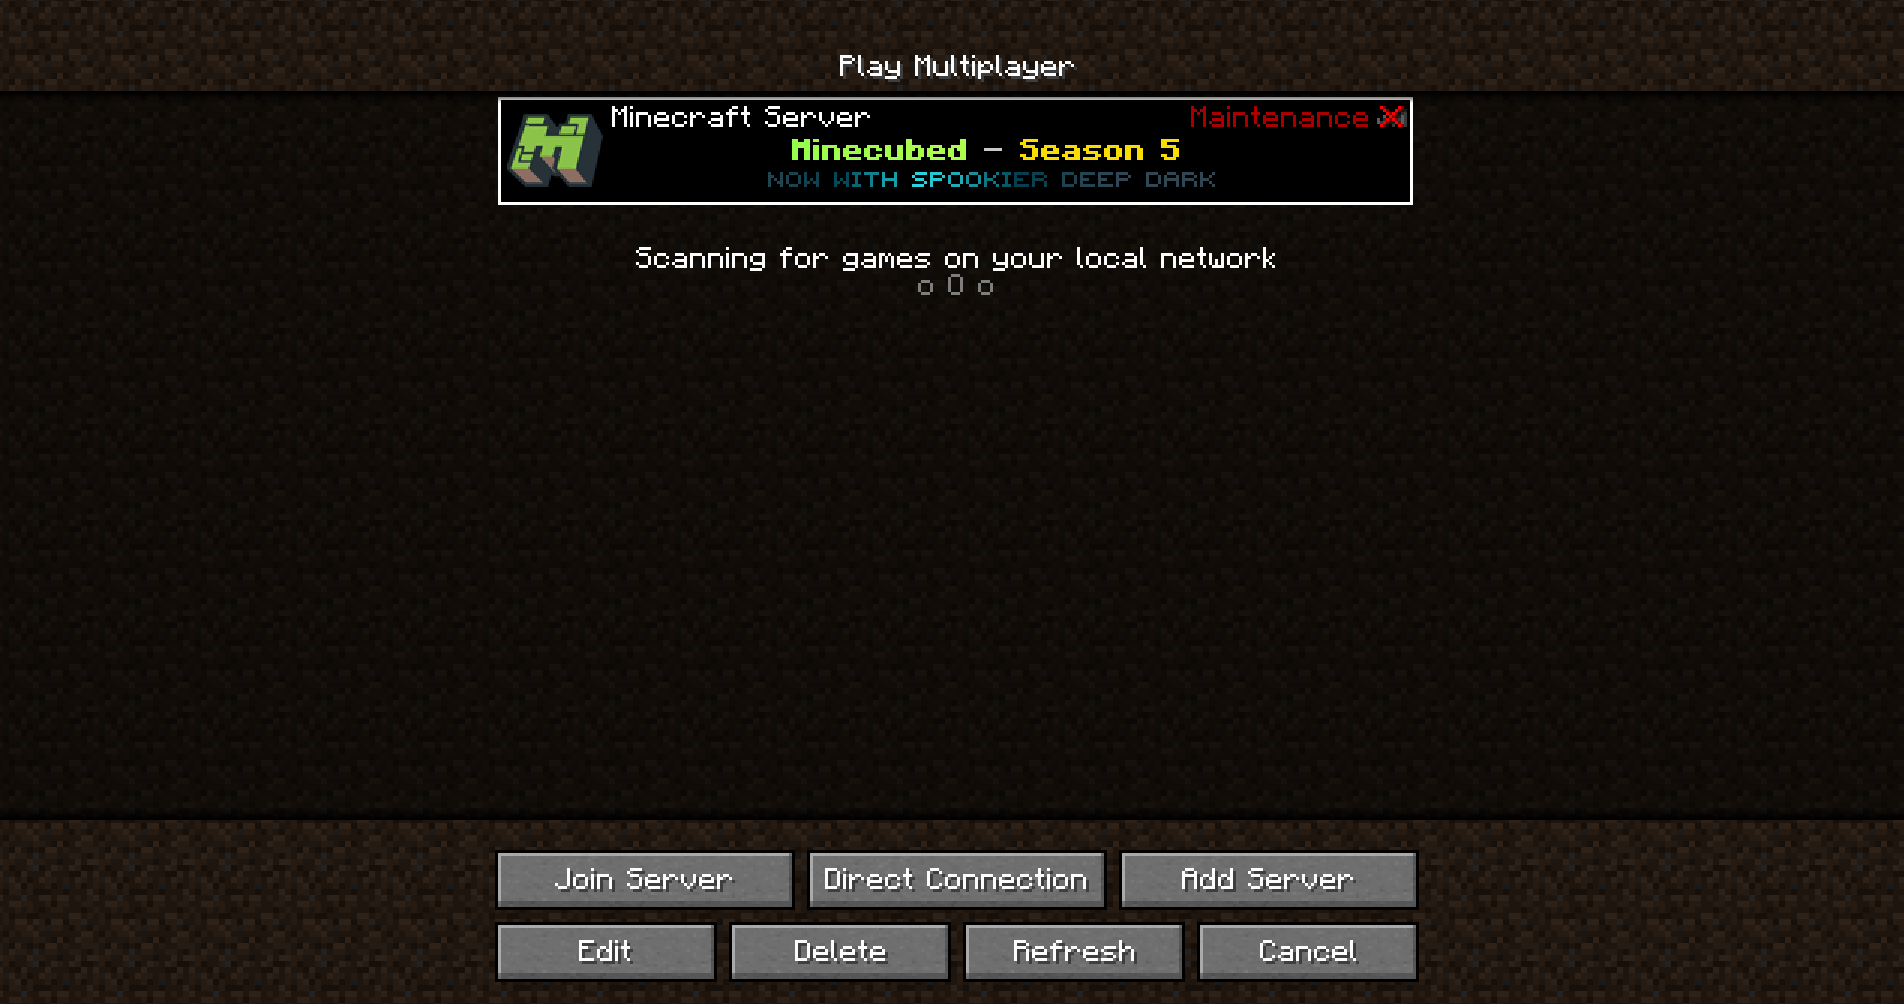 Play Multiplayer
Minecraft Server Maintenance
Minecubed – Season 5
NOW WITH SPOOKIER DEEP DARK
Scanning for games on your local network
o O o
Join Server Direct Connection Add Server
Edit Delete Refresh Cancel